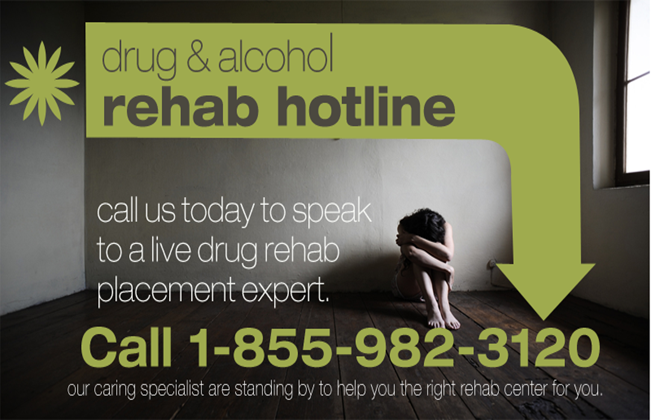 drug & alcohol
rehab hotline
call us today to speak
to a live drug rehab
placement expert.
Call 1-855-982-3120
our caring specialist are standing by to help you the right rehab center for you.